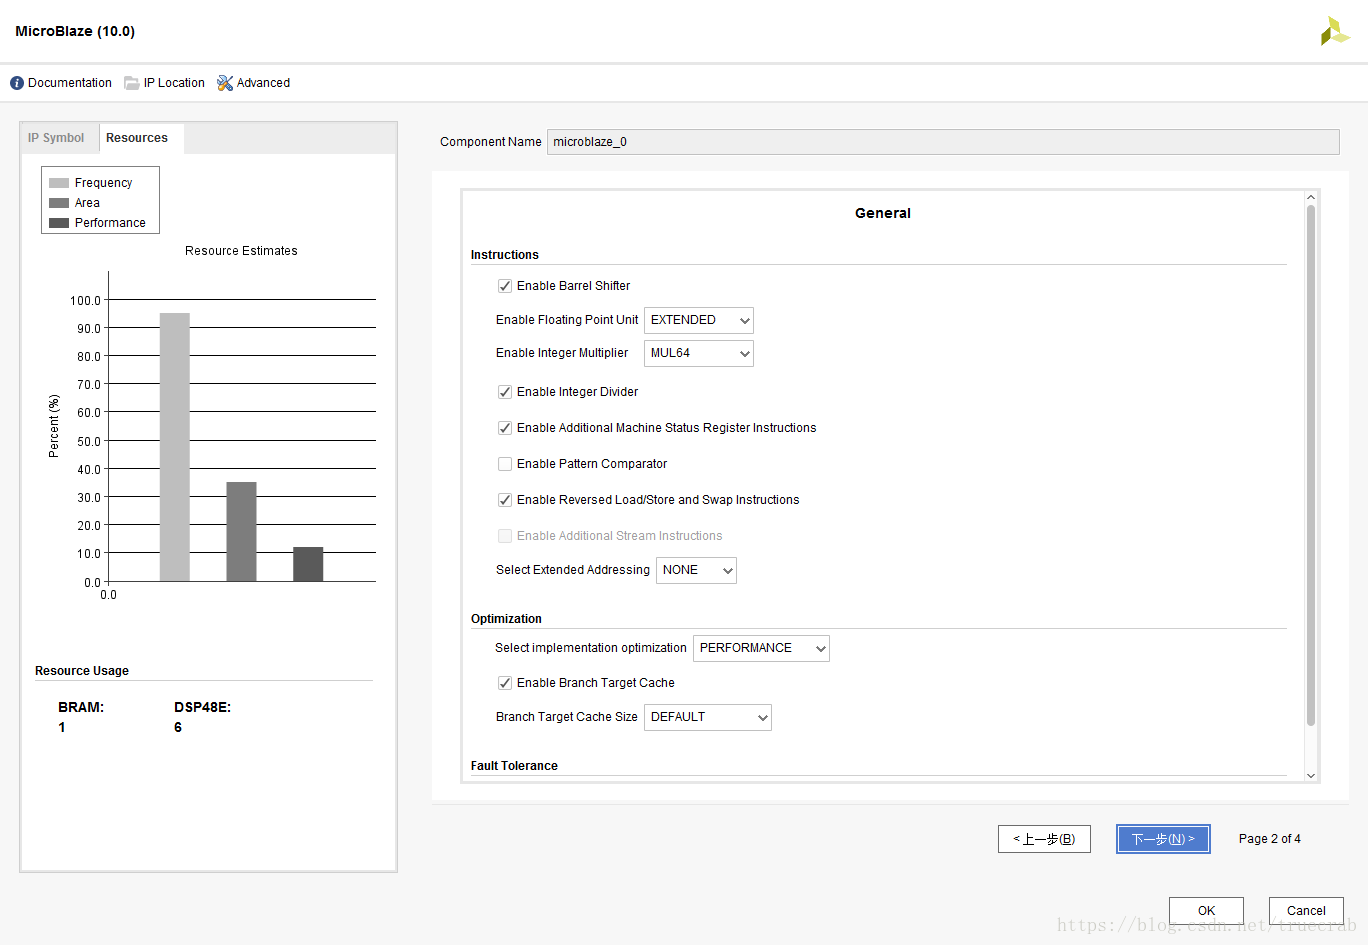 MicroBlaze (10.0)
Documentation IP Location Advanced
IP Symbol Resources
Frequency
Area
Performance
Resource Estimates
100.0
90.0
80.0
70.0
60.0
50.0
40.0
30.0
20.0
10.0
0.0
0.0
Percent (%)
Resource Usage
BRAM: DSP48E:
1 6
Component Name microblaze_0
General
Instructions
Enable Barrel Shifter
Enable Floating Point Unit EXTENDED
Enable Integer Multiplier MUL64
Enable Integer Divider
Enable Additional Machine Status Register Instructions
Enable Pattern Comparator
Enable Reversed Load/Store and Swap Instructions
Enable Additional Stream Instructions
Select Extended Addressing NONE
Optimization
Select implementation optimization PERFORMANCE
Enable Branch Target Cache
Branch Target Cache Size DEFAULT
Fault Tolerance
< 上一步(B) 下一步(N) > Page 2 of 4
OK Cancel
https://blog.csdn.net/truecrab